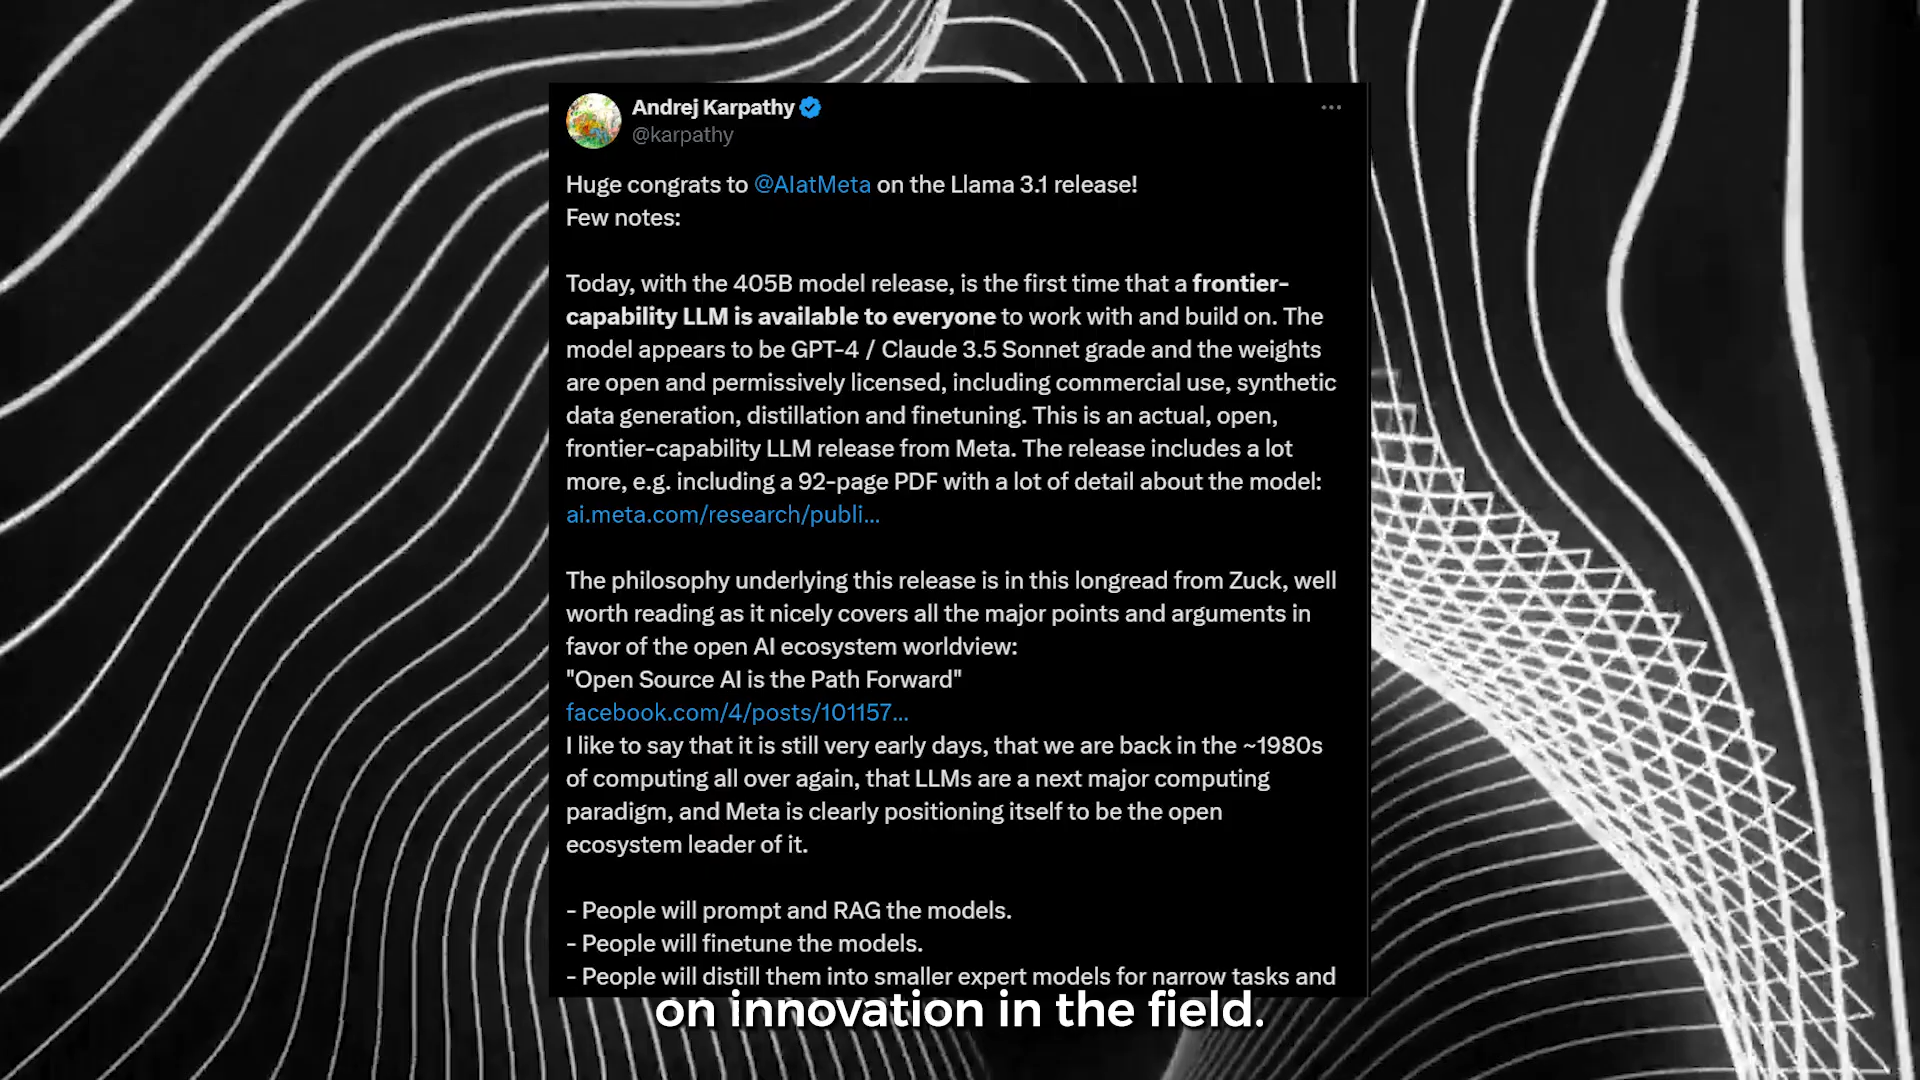 Andrej Karpathy
@karpathy
Huge congrats to @AIatMeta on the Llama 3.1 release!
Few notes:
Today, with the 405B model release, is the first time that a frontier-
capability LLM is available to everyone to work with and build on. The
model appears to be GPT-4 / Claude 3.5 Sonnet grade and the weights
are open and permissively licensed, including commercial use, synthetic
data generation, distillation and finetuning. This is an actual, open,
frontier-capability LLM release from Meta. The release includes a lot
more, e.g. including a 92-page PDF with a lot of detail about the model:
ai.meta.com/research/publi...
The philosophy underlying this release is in this longread from Zuck, well
worth reading as it nicely covers all the major points and arguments in
favor of the open AI ecosystem worldview:
"Open Source AI is the Path Forward"
facebook.com/4/posts/101157...
I like to say that it is still very early days, that we are back in the ~1980s
of computing all over again, that LLMs are a next major computing
paradigm, and Meta is clearly positioning itself to be the open
ecosystem leader of it.
- People will prompt and RAG the models.
- People will finetune the models.
- People will distill them into smaller expert models for narrow tasks and
on innovation in the field.